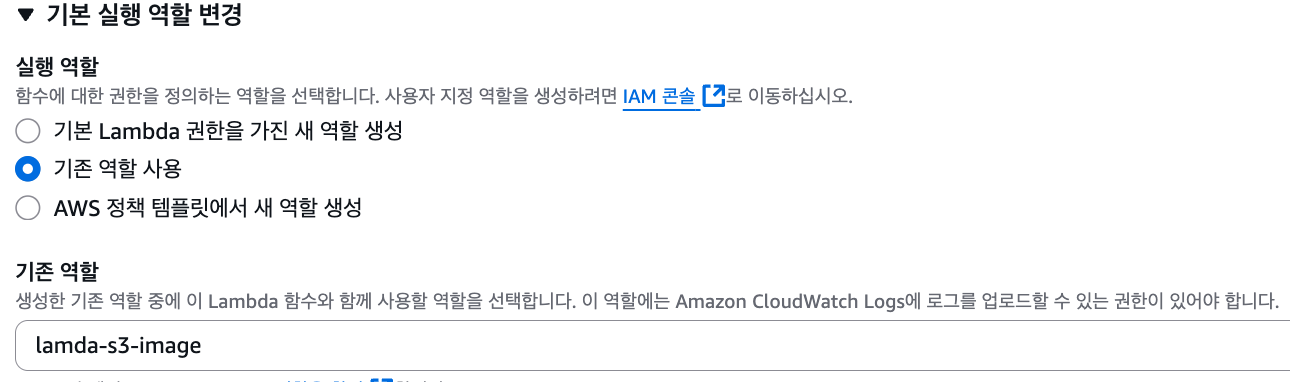 ▼ 기본 실행 역할 변경
실행 역할
함수에 대한 권한을 정의하는 역할을 선택합니다. 사용자 지정 역할을 생성하려면 IAM 콘솔 로 이동하십시오.
기본 Lambda 권한을 가진 새 역할 생성
기존 역할 사용
AWS 정책 템플릿에서 새 역할 생성
기존 역할
생성한 기존 역할 중에 이 Lambda 함수와 함께 사용할 역할을 선택합니다. 이 역할에는 Amazon CloudWatch Logs에 로그를 업로드할 수 있는 권한이 있어야 합니다.
lamda-s3-image